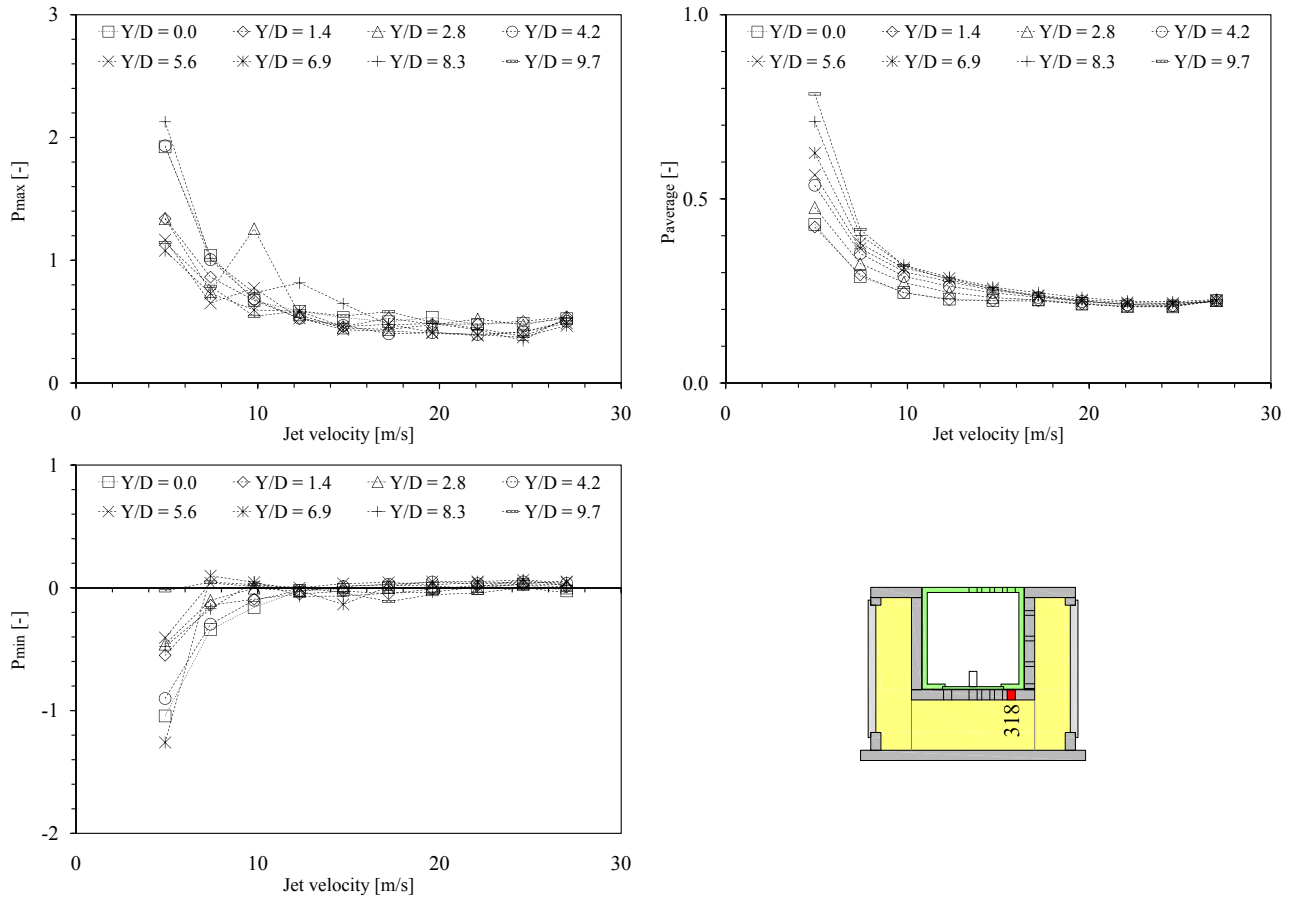 3
Y/D = 0.0 Y/D = 1.4 Y/D = 2.8 Y/D = 4.2
Y/D = 5.6 Y/D = 6.9 Y/D = 8.3 Y/D = 9.7
2
Pmax [-]
1
0
0 10 20 30
Jet velocity [m/s]
1.0
Y/D = 0.0 Y/D = 1.4 Y/D = 2.8 Y/D = 4.2
Y/D = 5.6 Y/D = 6.9 Y/D = 8.3 Y/D = 9.7
Paverage [-]
0.5
0.0
0 10 20 30
Jet velocity [m/s]
1
Y/D = 0.0 Y/D = 1.4 Y/D = 2.8 Y/D = 4.2
Y/D = 5.6 Y/D = 6.9 Y/D = 8.3 Y/D = 9.7
0
Pmin [-]
-1
-2
0 10 20 30
Jet velocity [m/s]
318